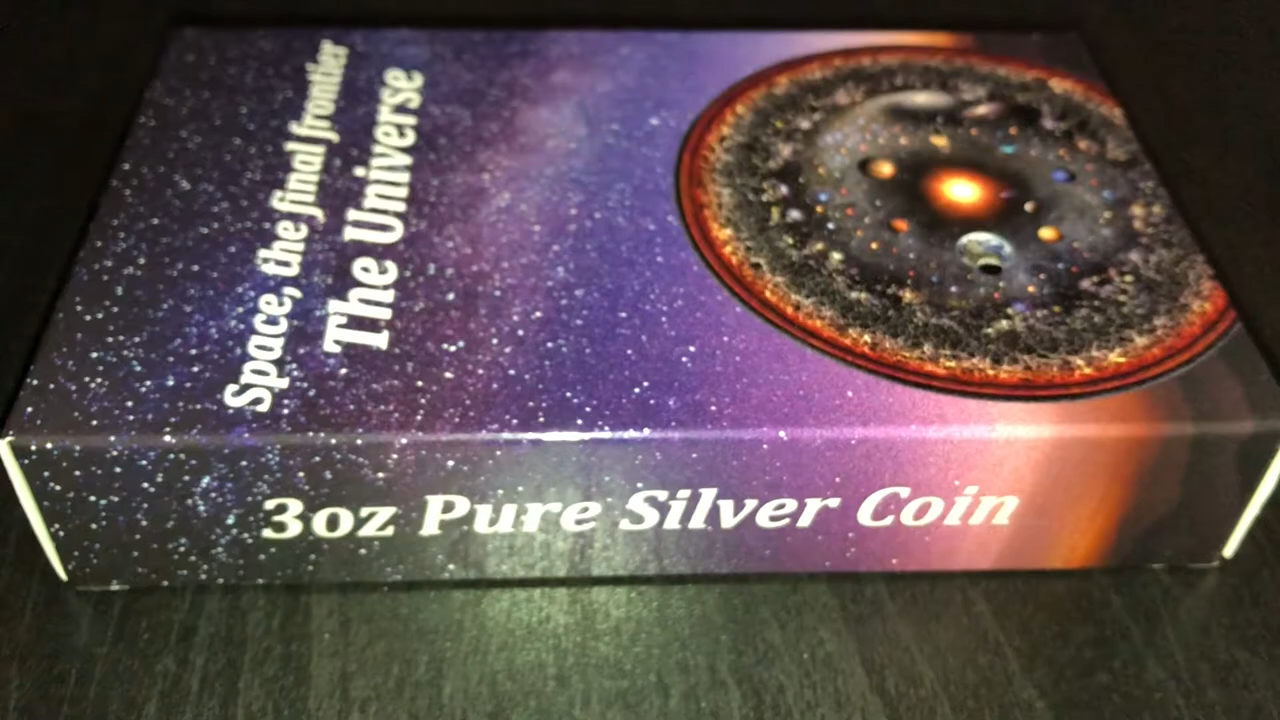 Space, the final frontier
The Universe
3oz Pure Silver Coin